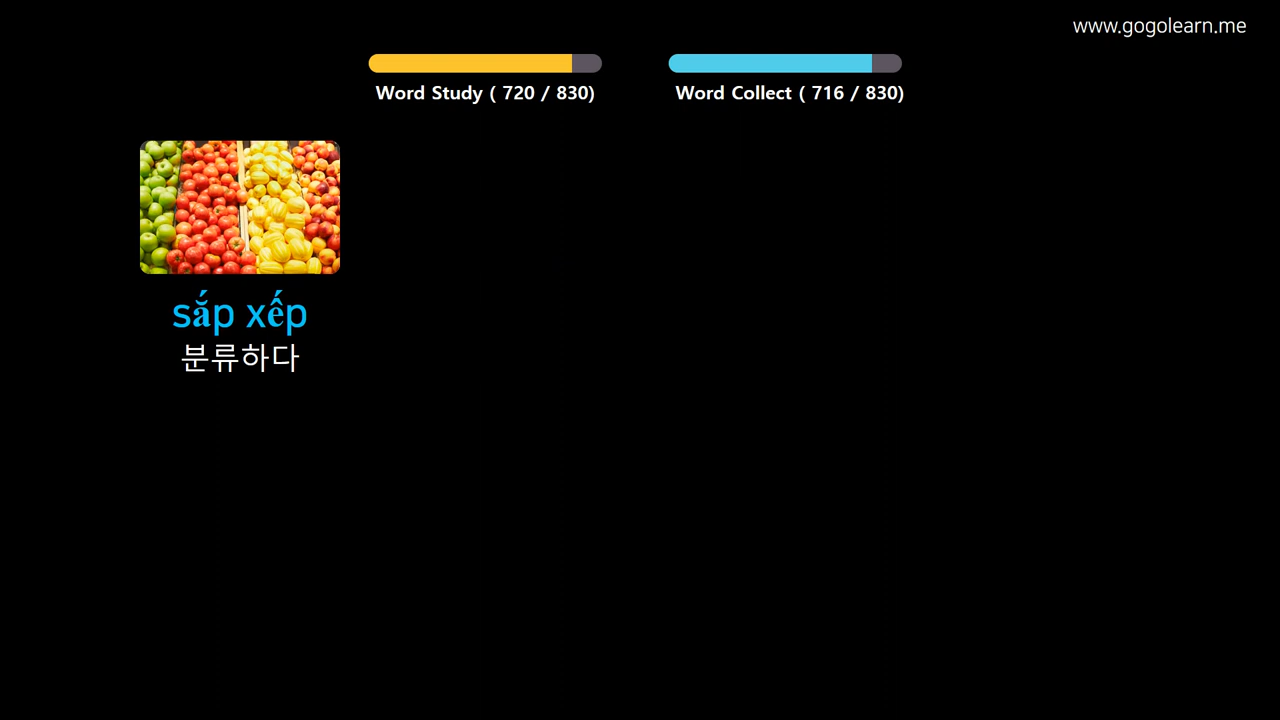 www.gogolearn.me
Word Study ( 720 / 830)
Word Collect ( 716 / 830)
sắp xếp
분류하다